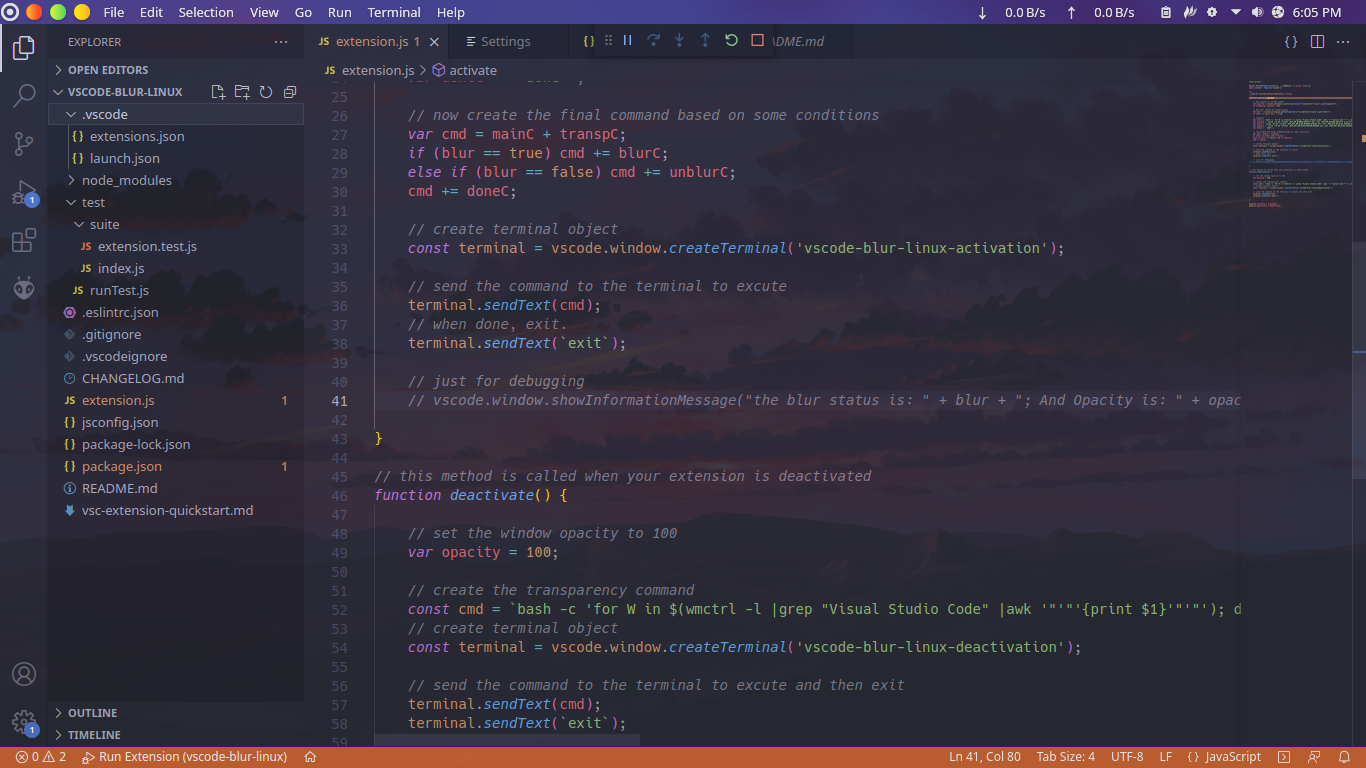 File Edit Selection View Go Run Terminal Help
↓ 0.0 B/s ↑ 0.0 B/s 6:05 PM
EXPLORER ···
OPEN EDITORS
VSCODE-BLUR-LINUX
.vscode
{} extensions.json
{} launch.json
node_modules
test
suite
JS extension.test.js
JS index.js
JS runTest.js
.eslintrc.json
.gitignore
.vscodeignore
CHANGELOG.md
JS extension.js 1
{} jsconfig.json
{} package-lock.json
{} package.json 1
README.md
vsc-extension-quickstart.md
OUTLINE
TIMELINE
1
1
JS extension.js 1 ×
Settings
{}
DME.md
{} ···
JS extension.js > activate
25
26 // now create the final command based on some conditions
27 var cmd = mainC + transpC;
28 if (blur == true) cmd += blurC;
29 else if (blur == false) cmd += unblurC;
30 cmd += doneC;
31
32 // create terminal object
33 const terminal = vscode.window.createTerminal('vscode-blur-linux-activation');
34
35 // send the command to the terminal to excute
36 terminal.sendText(cmd);
37 // when done, exit.
38 terminal.sendText(`exit`);
39
40 // just for debugging
41 // vscode.window.showInformationMessage("the blur status is: " + blur + "; And Opacity is: " + opac
42
43 }
44
45 // this method is called when your extension is deactivated
46 function deactivate() {
47
48 // set the window opacity to 100
49 var opacity = 100;
50
51 // create the transparency command
52 const cmd = `bash -c 'for W in $(wmctrl -l |grep "Visual Studio Code" |awk '"'"'{print $1}'"'"'); d
53 // create terminal object
54 const terminal = vscode.window.createTerminal('vscode-blur-linux-deactivation');
55
56 // send the command to the terminal to excute and then exit
57 terminal.sendText(cmd);
58 terminal.sendText(`exit`);
59
0 2 Run Extension (vscode-blur-linux) Ln 41, Col 80 Tab Size: 4 UTF-8 LF {} JavaScript